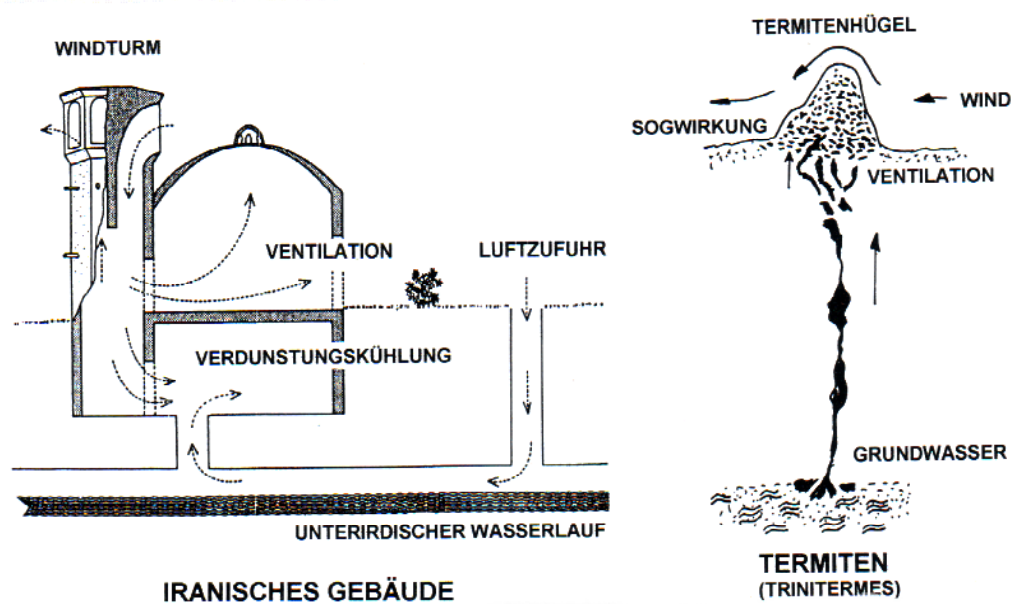 WINDTURM
VENTILATION
LUFTZUFUHR
VERDUNSTUNGSKÜHLUNG
UNTERIRDISCHER WASSERLAUF
IRANISCHES GEBÄUDE
TERMITENHÜGEL
WIND
SOGWIRKUNG
VENTILATION
GRUNDWASSER
TERMITEN
(TRINITERMES)